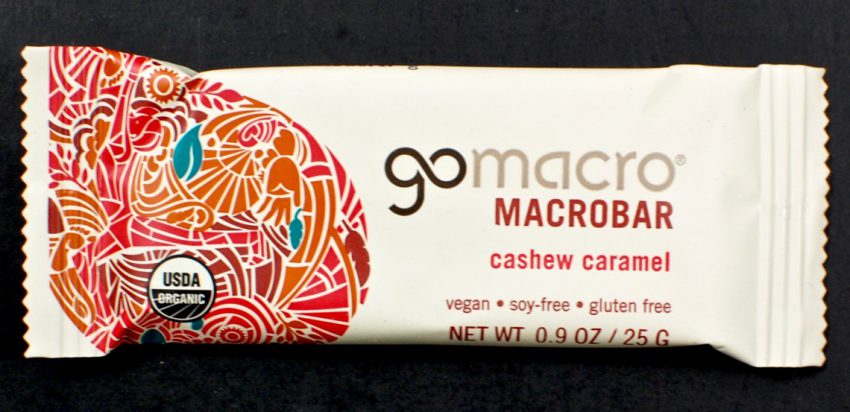 gomacro®
MACROBAR
cashew caramel
vegan • soy-free • gluten free
NET WT 0.9 OZ / 25 G
USDA
ORGANIC